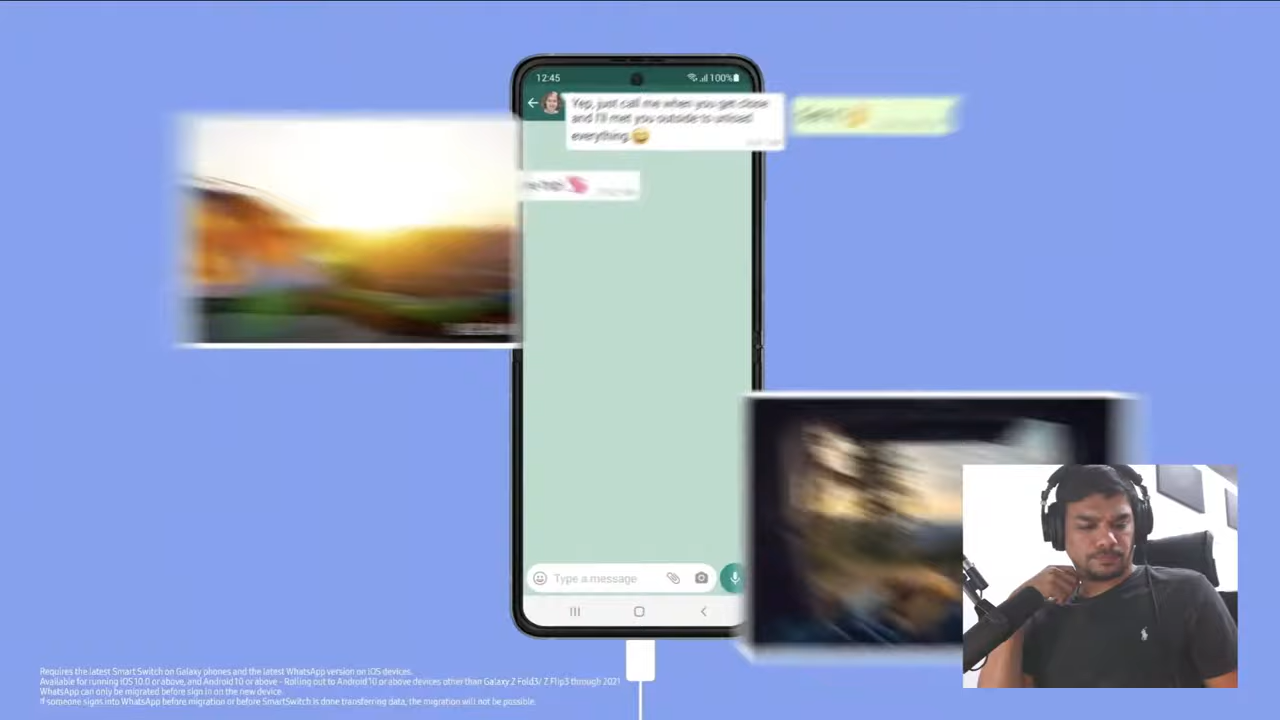 12:45
100%
Yep, just call me when you get close
and I'll met you outside to unload
everything 😄
Type a message
Requires the latest Smart Switch on Galaxy phones and the latest WhatsApp version on iOS devices.
Available for running iOS 10.0 or above, and Android 10 or above - Rolling out to Android 10 or above devices other than Galaxy Z Fold3/ Z Flip3 through 2021
WhatsApp can only be migrated before sign in on the new device.
If someone signs into WhatsApp before migration or before SmartSwitch is done transferring data, the migration will not be possible.